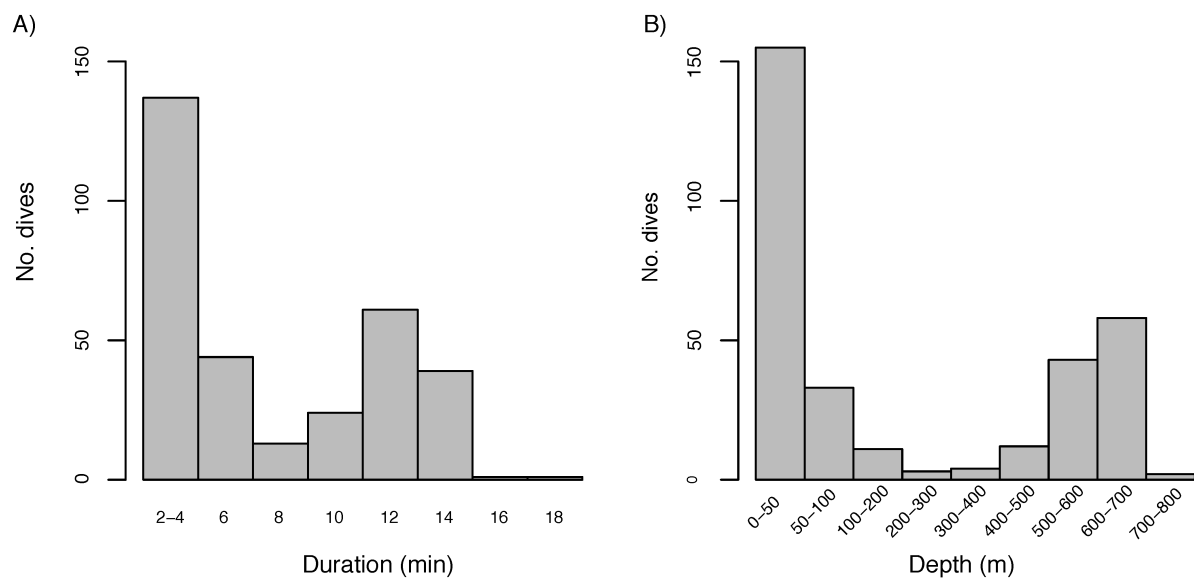 A)
No. dives
150
100
50
0
2–4 6 8 10 12 14 16 18
Duration (min)
B)
No. dives
150
100
50
0
0–50 50–100 100–200 200–300 300–400 400–500 500–600 600–700 700–800
Depth (m)